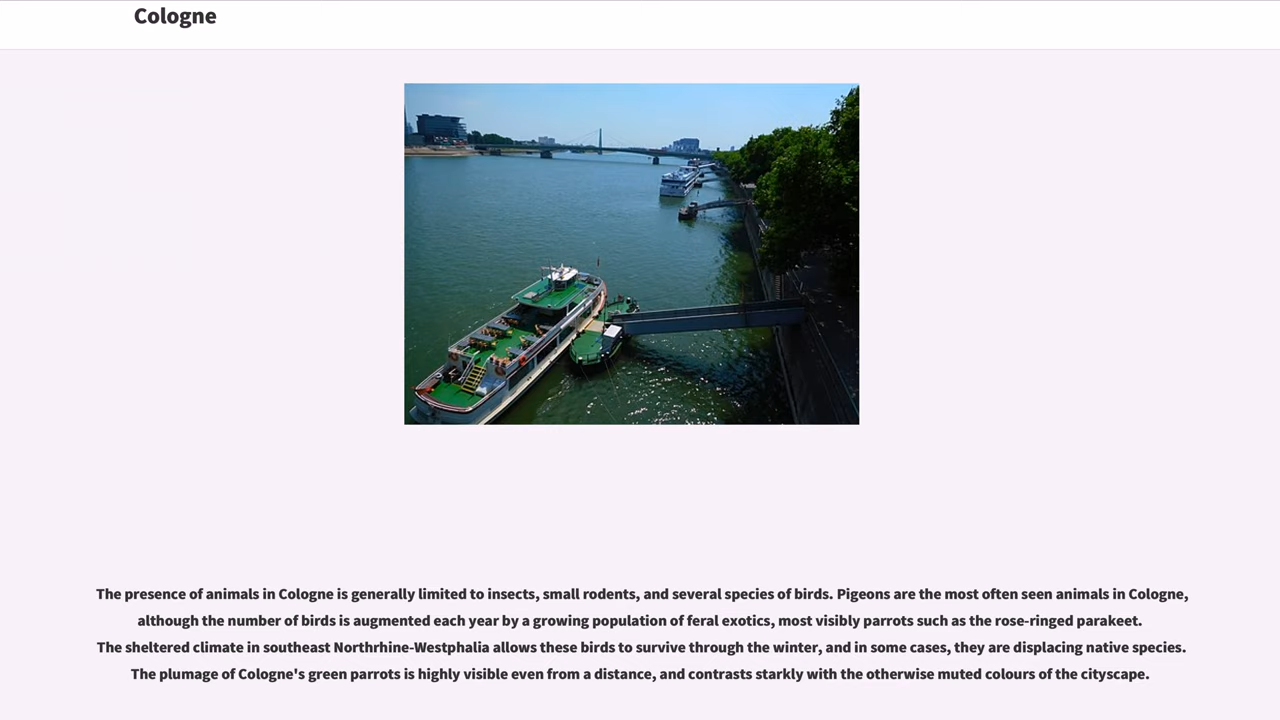 Cologne
The presence of animals in Cologne is generally limited to insects, small rodents, and several species of birds. Pigeons are the most often seen animals in Cologne,
although the number of birds is augmented each year by a growing population of feral exotics, most visibly parrots such as the rose-ringed parakeet.
The sheltered climate in southeast Northrhine-Westphalia allows these birds to survive through the winter, and in some cases, they are displacing native species.
The plumage of Cologne's green parrots is highly visible even from a distance, and contrasts starkly with the otherwise muted colours of the cityscape.